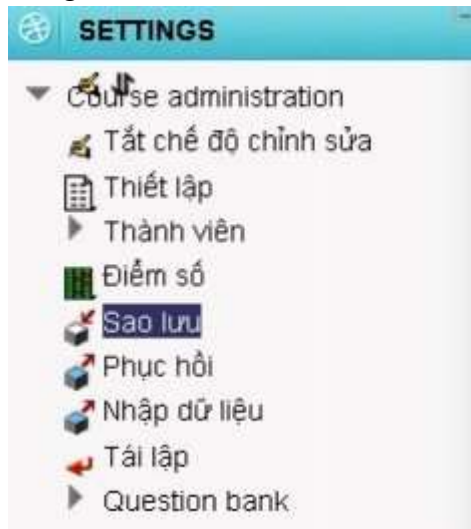 SETTINGS
Course administration
Tắt chế độ chỉnh sửa
Thiết lập
Thành viên
Điểm số
Sao lưu
Phục hồi
Nhập dữ liệu
Tái lập
Question bank